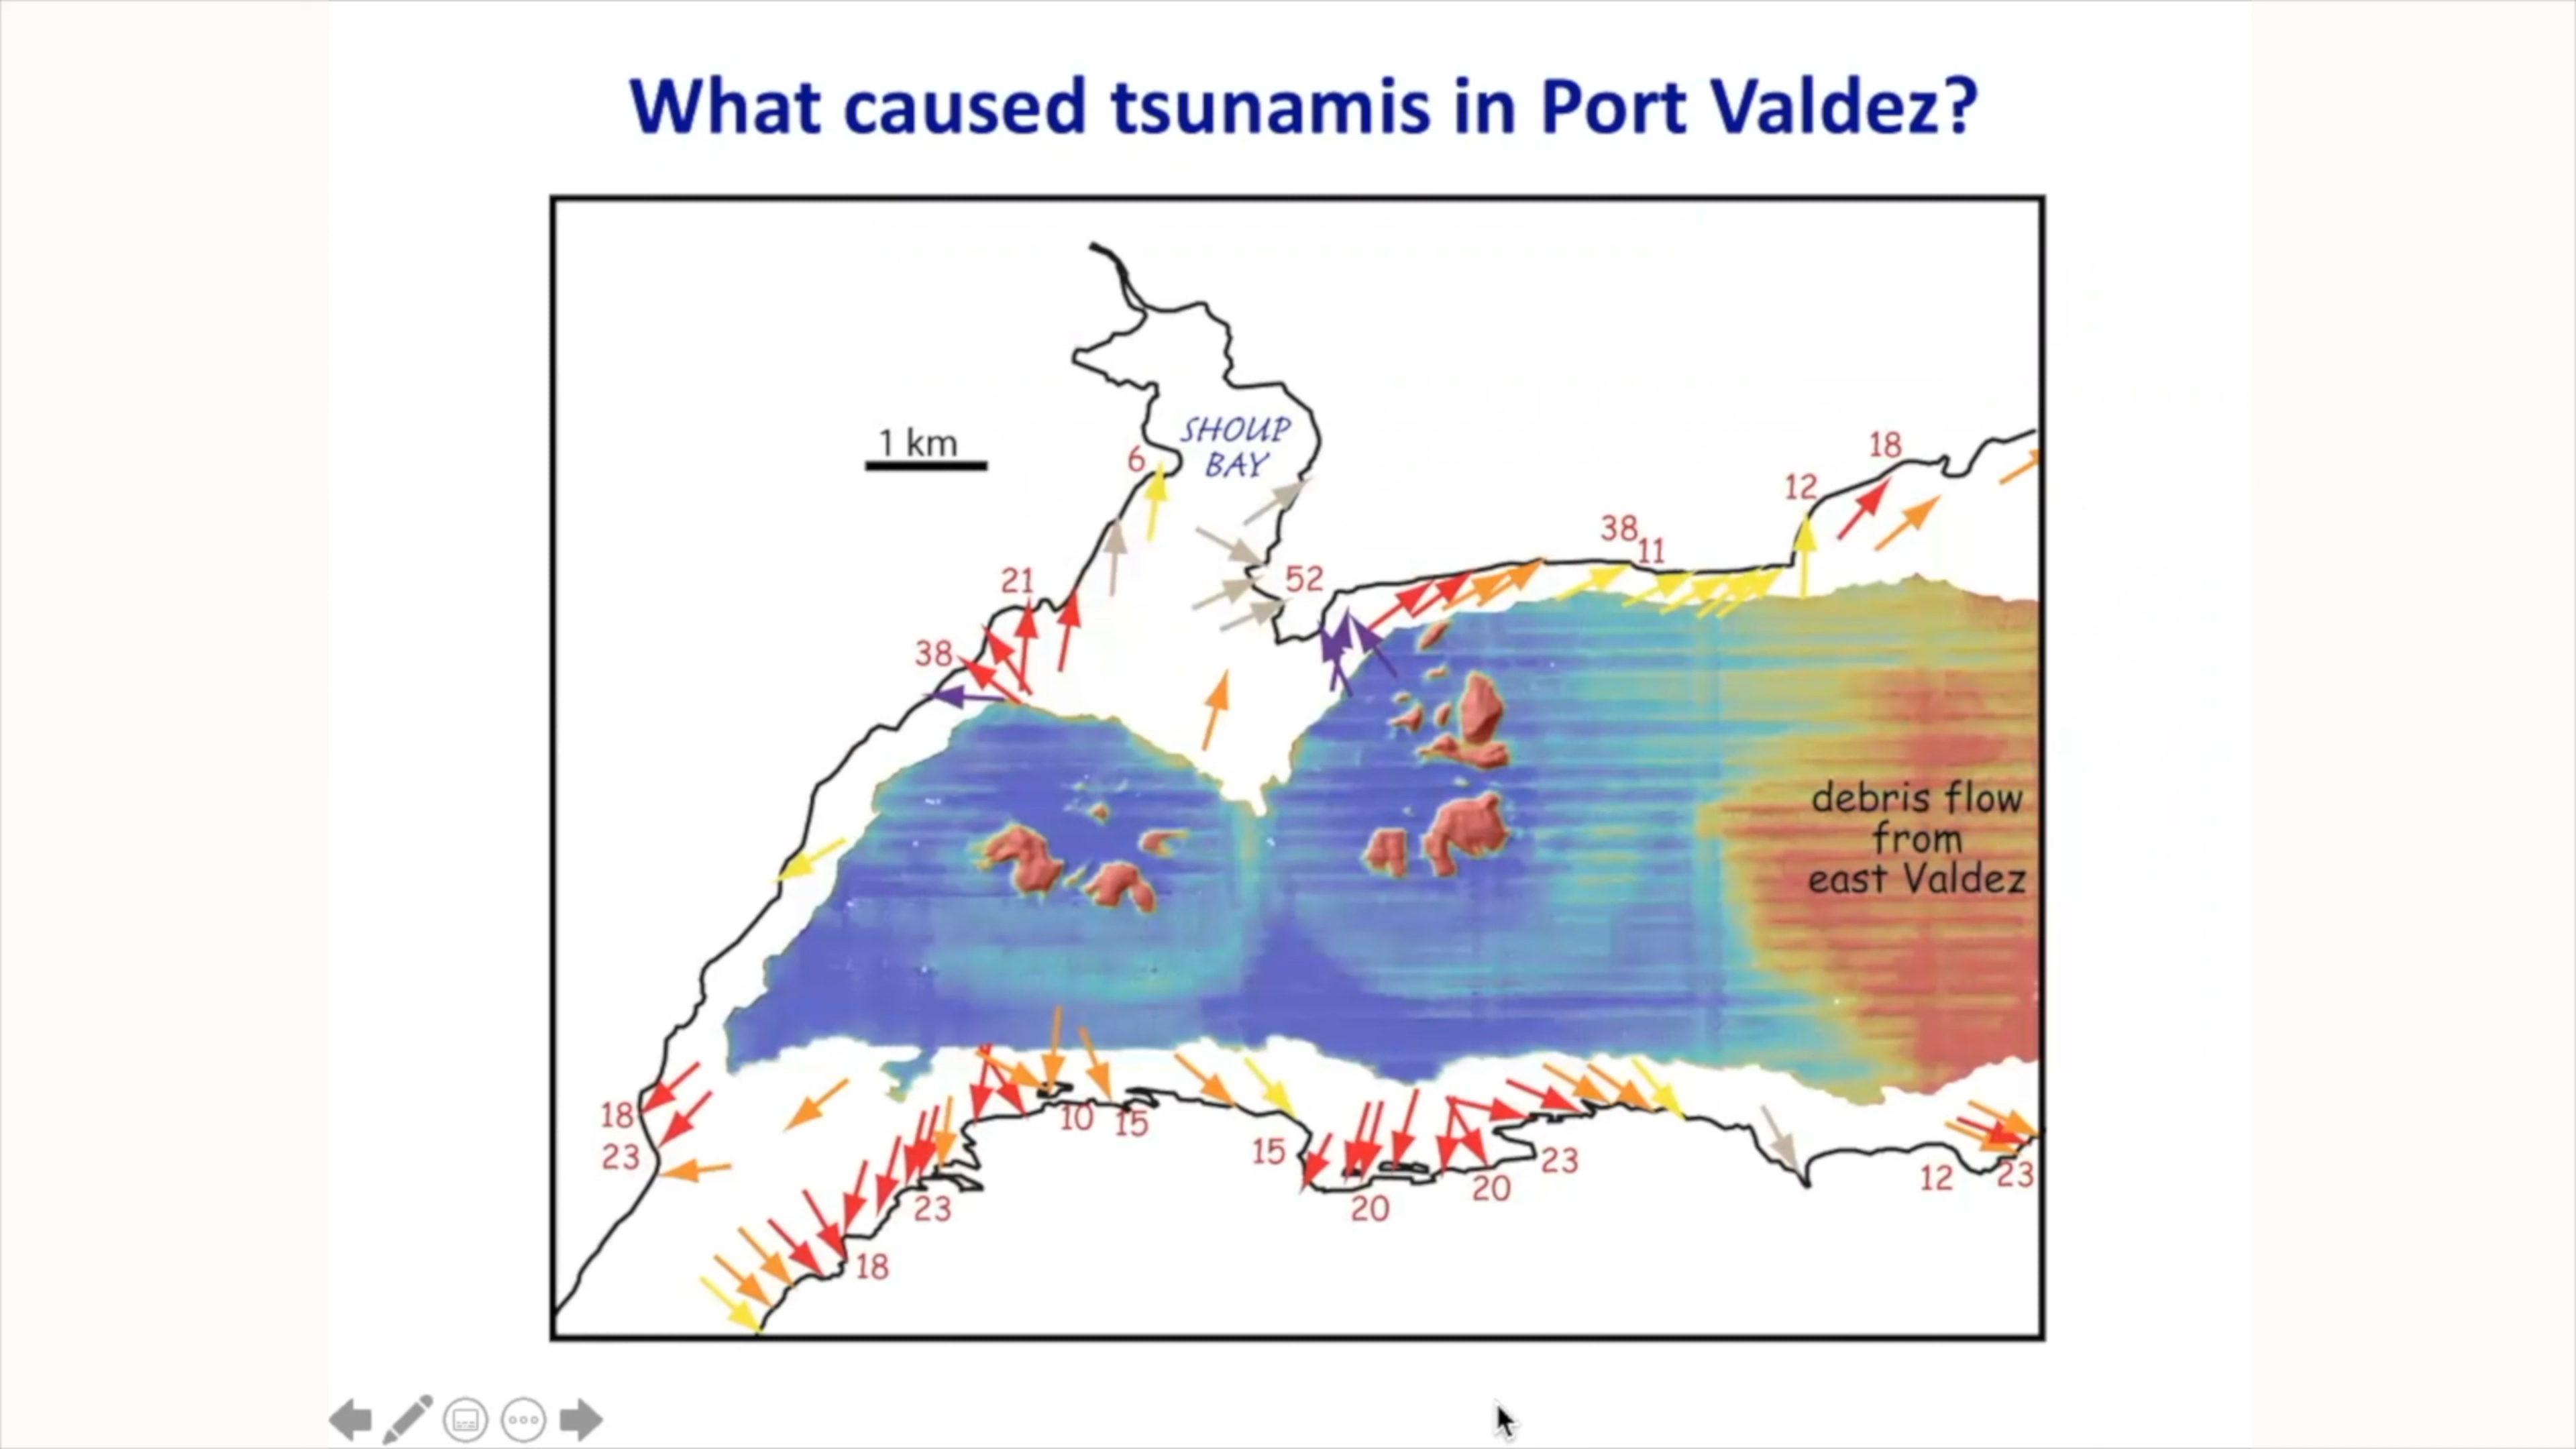 What caused tsunamis in Port Valdez?
1 km
SHOUP
BAY
6
18
12
38
11
21
52
38
debris flow
from
east Valdez
18
23
10
15
15
23
23
20
20
12
23
18